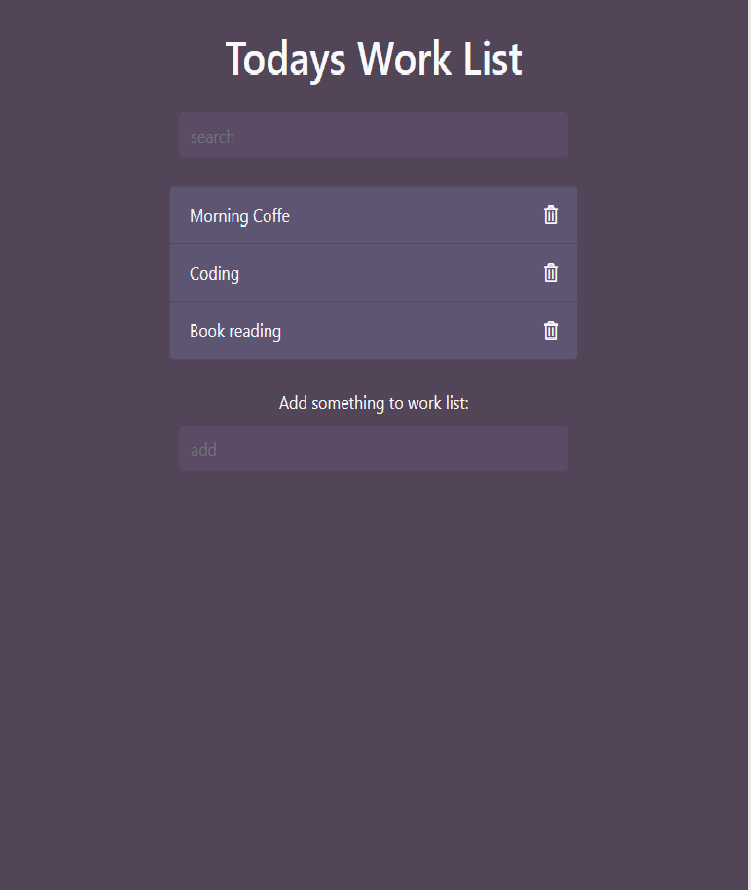 Todays Work List
search
Morning Coffe
Coding
Book reading
Add something to work list:
add